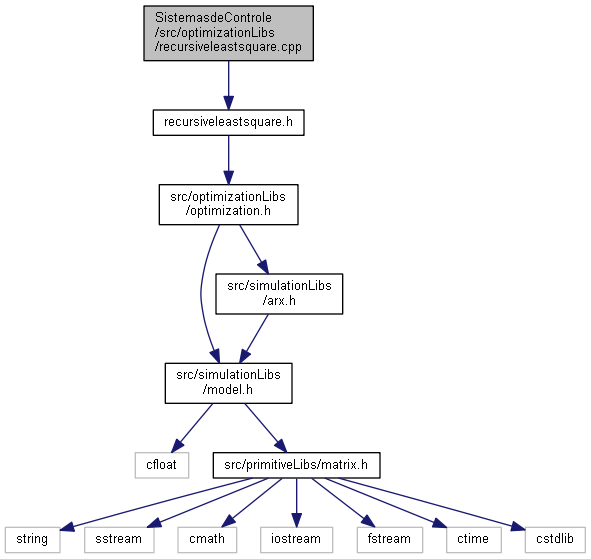 SistemasdeControle
/src/optimizationLibs
/recursiveleastsquare.cpp
recursiveleastsquare.h
src/optimizationLibs
/optimization.h
src/simulationLibs
/arx.h
src/simulationLibs
/model.h
cfloat
src/primitiveLibs/matrix.h
string
sstream
cmath
iostream
fstream
ctime
cstdlib